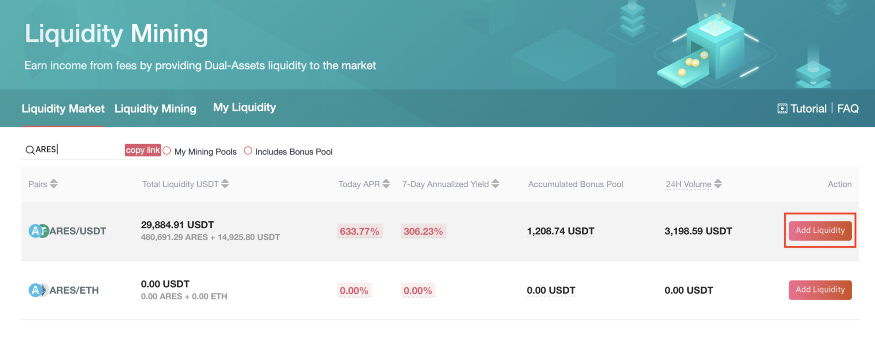 Liquidity Mining
Earn income from fees by providing Dual-Assets liquidity to the market
Liquidity Market Liquidity Mining My Liquidity Tutorial | FAQ
ARES copy link My Mining Pools Includes Bonus Pool
Pairs Total Liquidity USDT Today APR 7-Day Annualized Yield Accumulated Bonus Pool 24H Volume Action
ARES/USDT 29,884.91 USDT 633.77% 306.23% 1,208.74 USDT 3,198.59 USDT Add Liquidity
480,691.29 ARES + 14,925.80 USDT
ARES/ETH 0.00 USDT 0.00% 0.00% 0.00 USDT 0.00 USDT Add Liquidity
0.00 ARES + 0.00 ETH